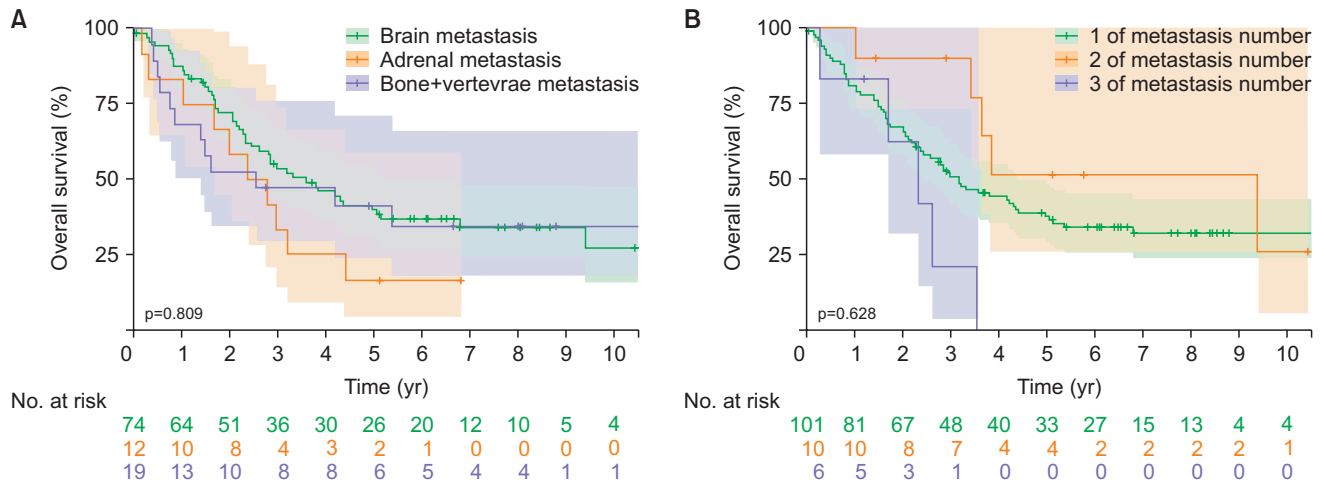 A
Overall survival (%)
100
75
50
25
Brain metastasis
Adrenal metastasis
Bone+vertevrae metastasis
p=0.809
0 1 2 3 4 5 6 7 8 9 10
Time (yr)
No. at risk
74 64 51 36 30 26 20 12 10 5 4
12 10 8 4 3 2 1 0 0 0 0
19 13 10 8 8 6 5 4 4 1 1
B
Overall survival (%)
100
75
50
25
1 of metastasis number
2 of metastasis number
3 of metastasis number
p=0.628
0 1 2 3 4 5 6 7 8 9 10
Time (yr)
No. at risk
101 81 67 48 40 33 27 15 13 4 4
10 10 8 7 4 4 2 2 2 2 1
6 5 3 1 0 0 0 0 0 0 0